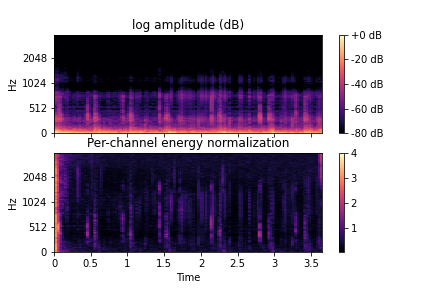 log amplitude (dB)
Hz
2048
1024
512
0
+0 dB
-20 dB
-40 dB
-60 dB
-80 dB
Per-channel energy normalization
Hz
2048
1024
512
0
4
3
2
1
0 0.5 1 1.5 2 2.5 3 3.5
Time